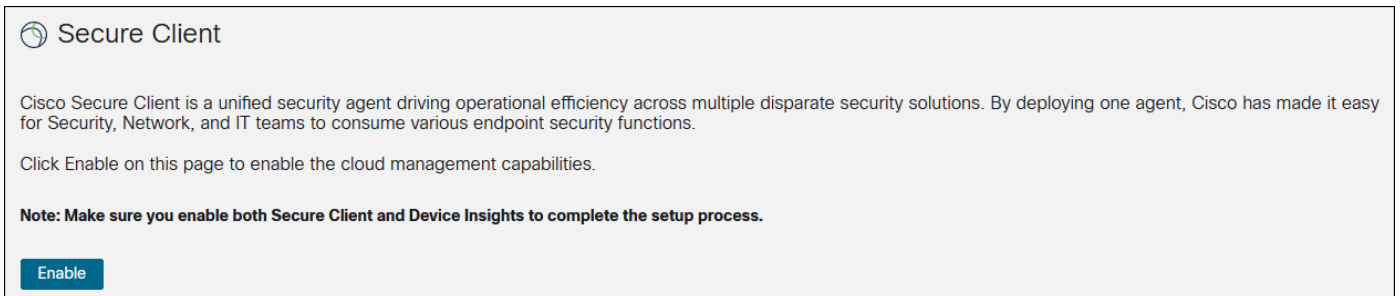 Secure Client
Cisco Secure Client is a unified security agent driving operational efficiency across multiple disparate security solutions. By deploying one agent, Cisco has made it easy
for Security, Network, and IT teams to consume various endpoint security functions.
Click Enable on this page to enable the cloud management capabilities.
Note: Make sure you enable both Secure Client and Device Insights to complete the setup process.
Enable